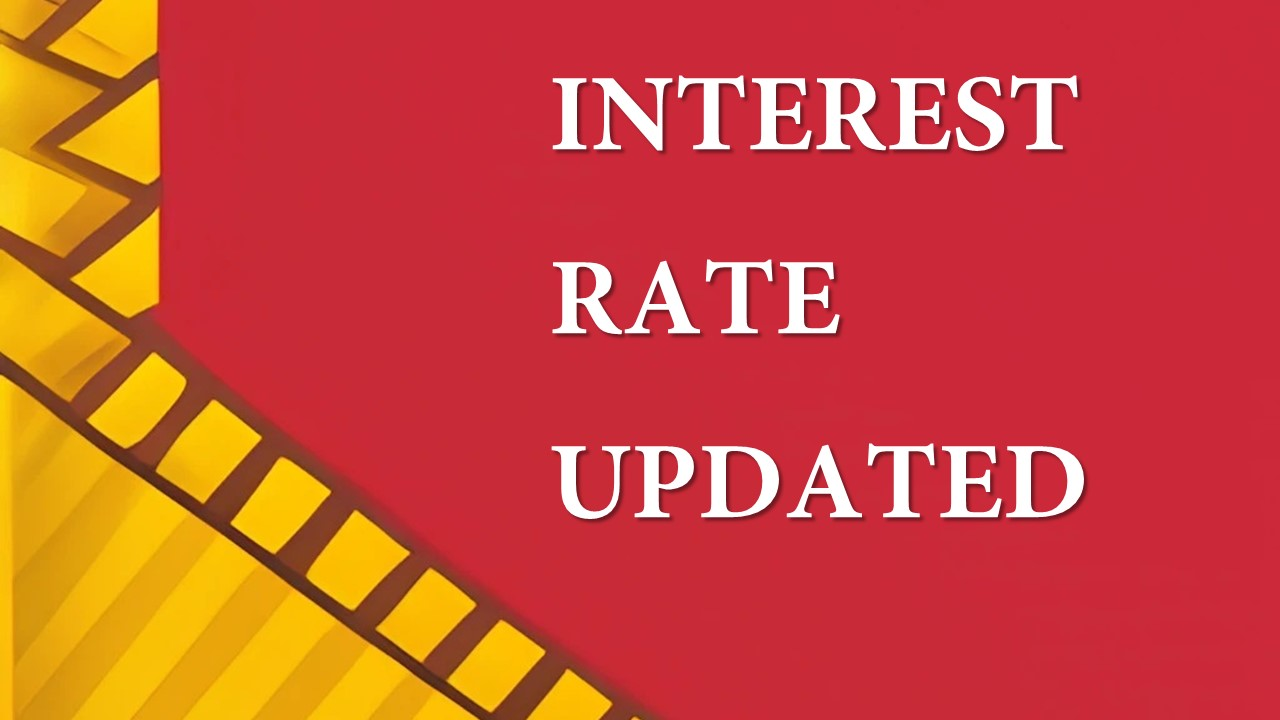 INTEREST
RATE
UPDATED